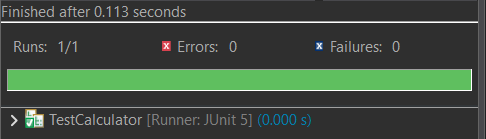 Finished after 0.113 seconds
Runs: 1/1 Errors: 0 Failures: 0
TestCalculator [Runner: JUnit 5] (0.000 s)